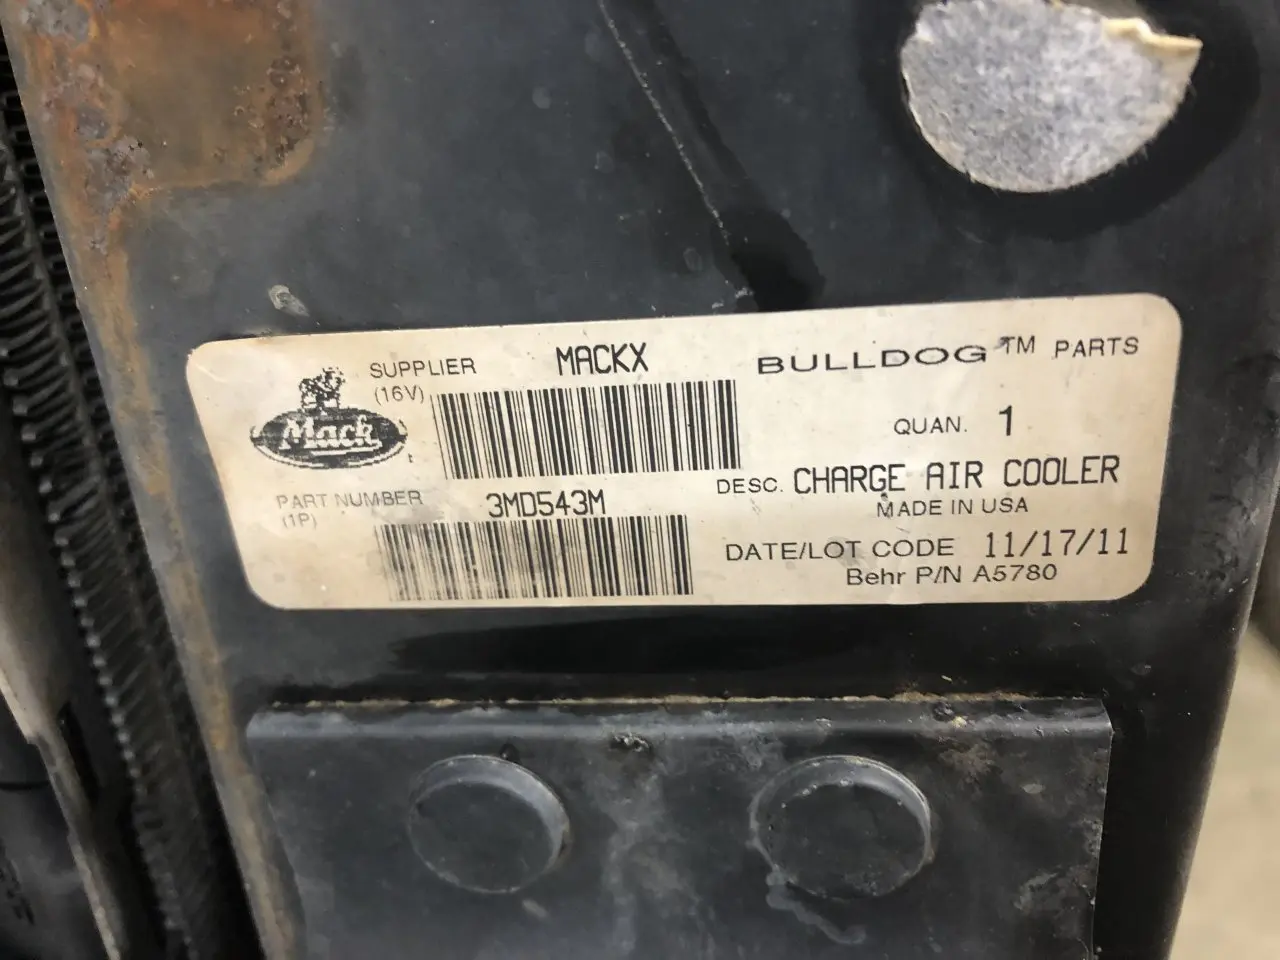 SUPPLIER MACKX
(16V)
BULLDOG™ PARTS
Mack
QUAN. 1
PART NUMBER 3MD543M
(1P)
DESC. CHARGE AIR COOLER
MADE IN USA
DATE/LOT CODE 11/17/11
Behr P/N A5780